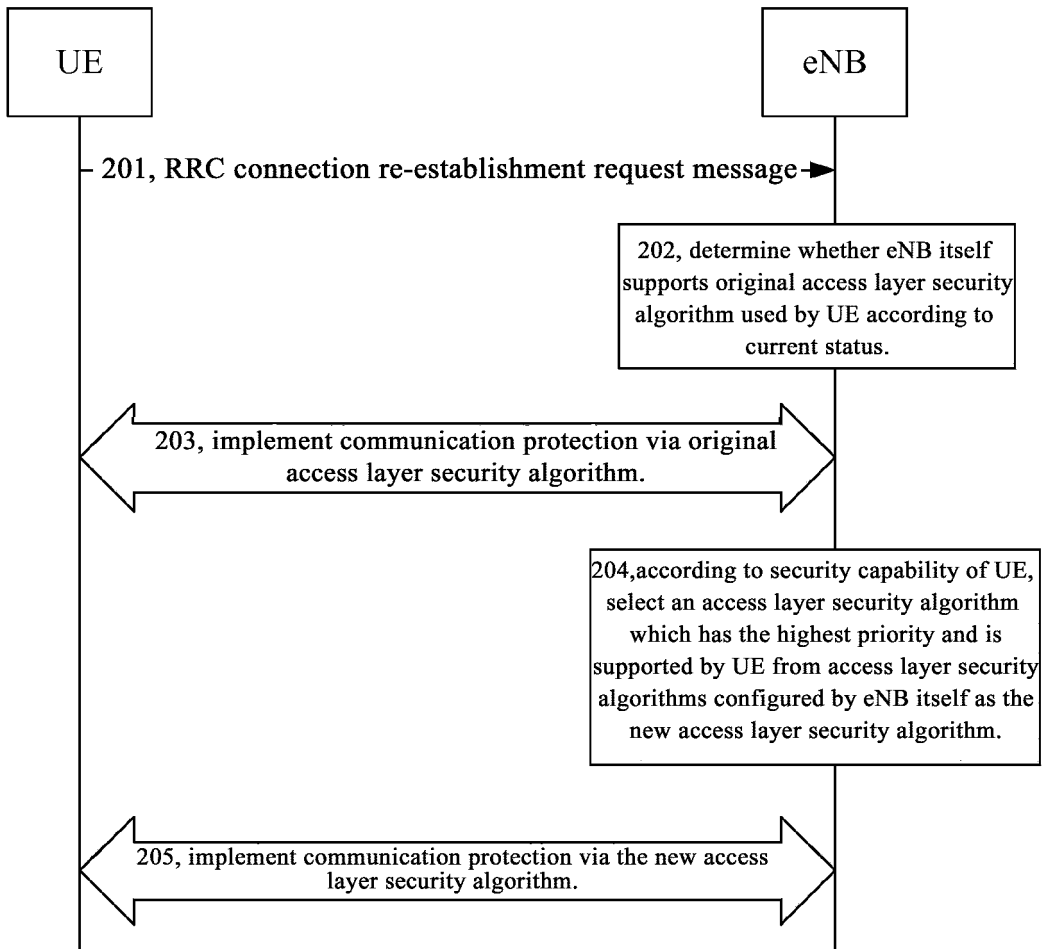 UE
eNB
201, RRC connection re-establishment request message
202, determine whether eNB itself
supports original access layer security
algorithm used by UE according to
current status.
203, implement communication protection via original
access layer security algorithm.
204,according to security capability of UE,
select an access layer security algorithm
which has the highest priority and is
supported by UE from access layer security
algorithms configured by eNB itself as the
new access layer security algorithm.
205, implement communication protection via the new access
layer security algorithm.